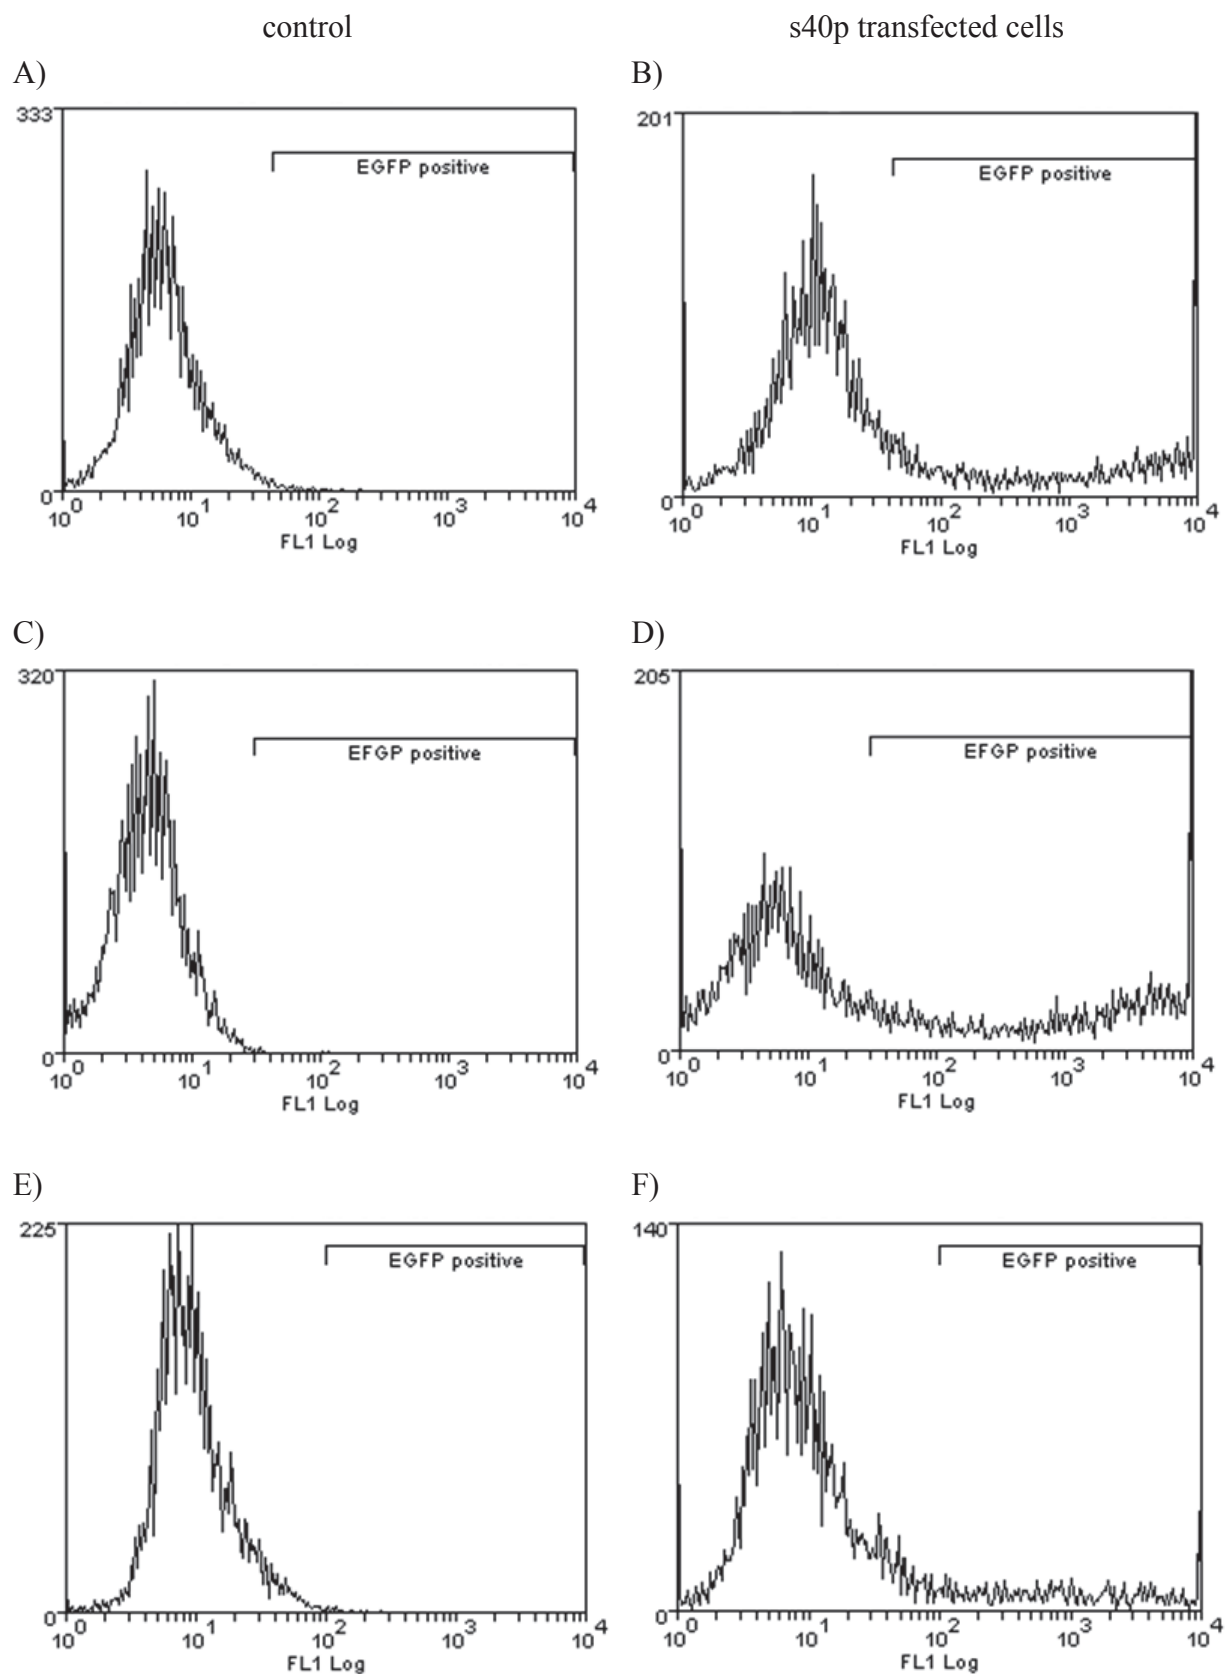 control s40p transfected cells
A) B)
333 201
EGFP positive EGFP positive
0 0
10^0 10^1 10^2 10^3 10^4 10^0 10^1 10^2 10^3 10^4
FL1 Log FL1 Log
C) D)
320 205
EFGP positive EFGP positive
0 0
10^0 10^1 10^2 10^3 10^4 10^0 10^1 10^2 10^3 10^4
FL1 Log FL1 Log
E) F)
225 140
EGFP positive EGFP positive
0 0
10^0 10^1 10^2 10^3 10^4 10^0 10^1 10^2 10^3 10^4
FL1 Log FL1 Log